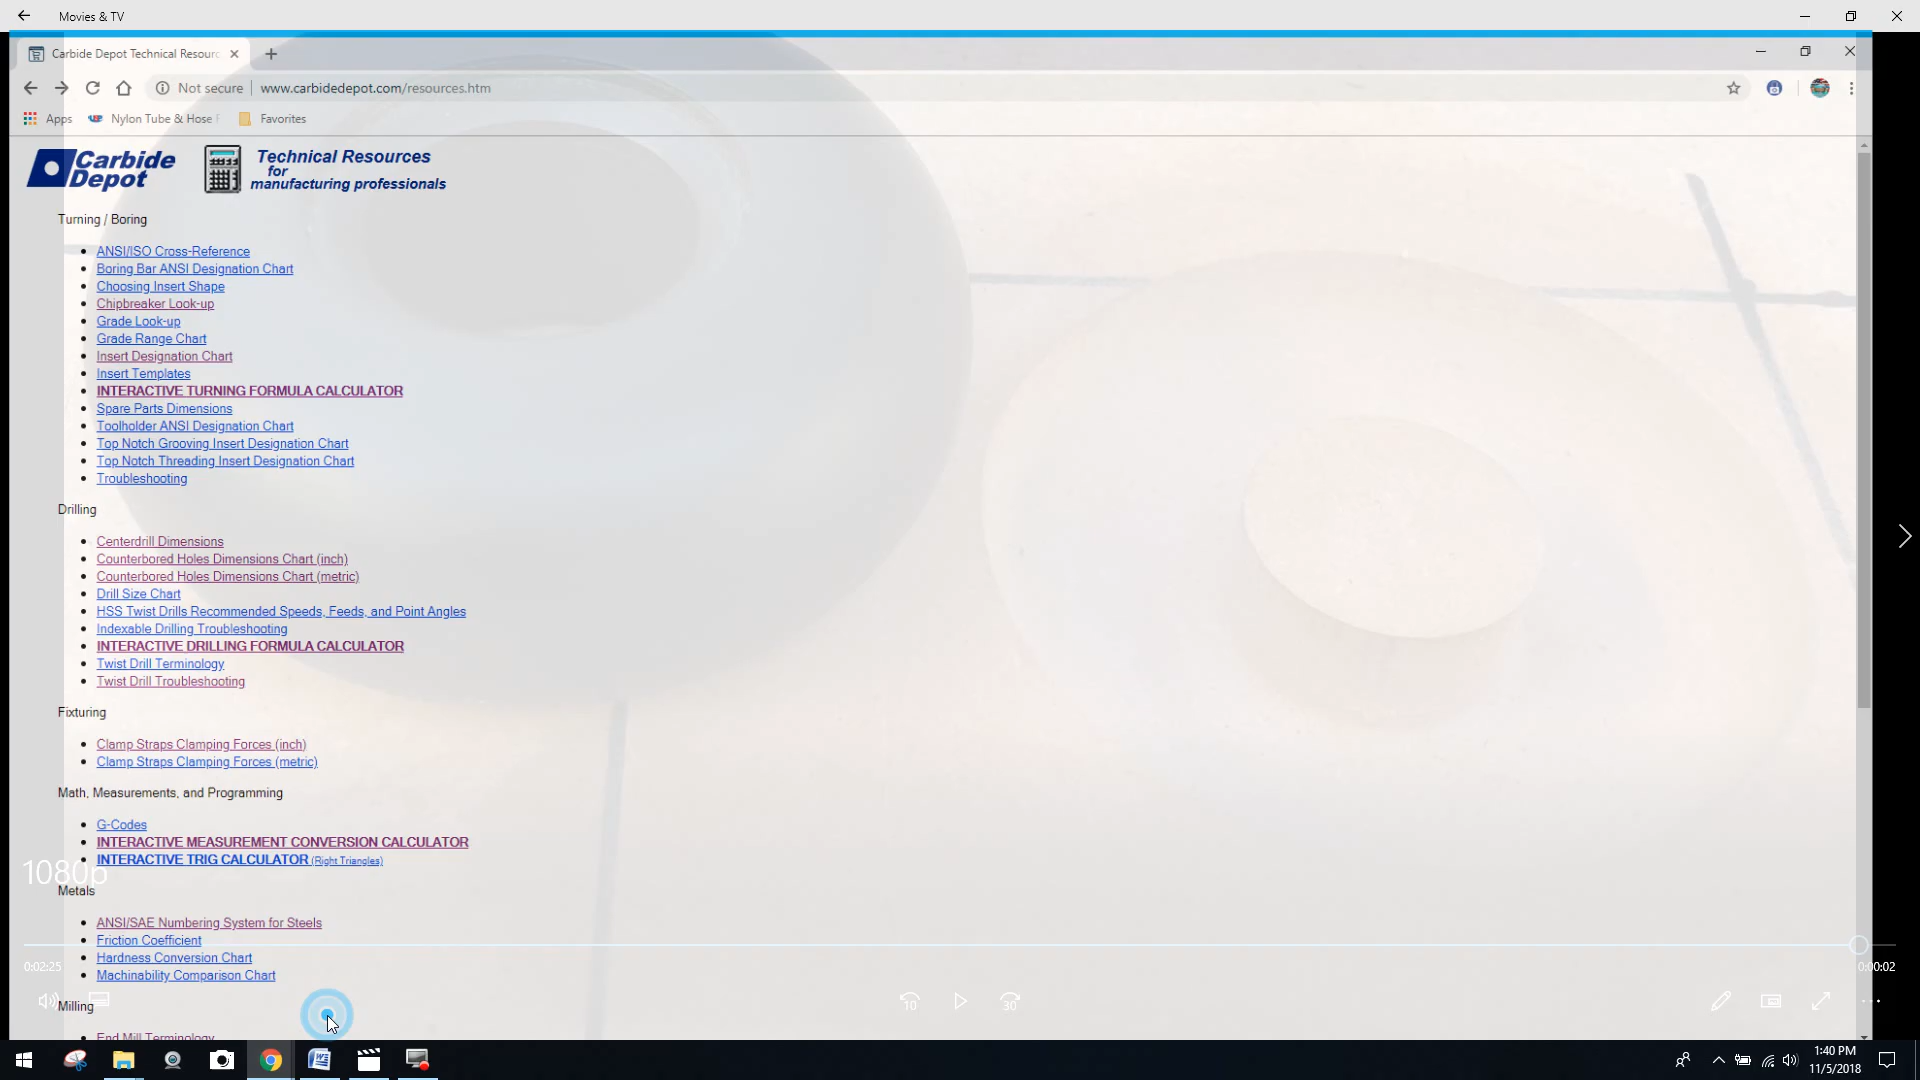 Movies & TV
Carbide Depot Technical Resourc
Not secure
www.carbidedepot.com/resources.htm
Apps
Nylon Tube & Hose F
Favorites
Carbide
Depot
Technical Resources
for
manufacturing professionals
Turning / Boring
ANSI/ISO Cross-Reference
Boring Bar ANSI Designation Chart
Choosing Insert Shape
Chipbreaker Look-up
Grade Look-up
Grade Range Chart
Insert Designation Chart
Insert Templates
INTERACTIVE TURNING FORMULA CALCULATOR
Spare Parts Dimensions
Toolholder ANSI Designation Chart
Top Notch Grooving Insert Designation Chart
Top Notch Threading Insert Designation Chart
Troubleshooting
Drilling
Centerdrill Dimensions
Counterbored Holes Dimensions Chart (inch)
Counterbored Holes Dimensions Chart (metric)
Drill Size Chart
HSS Twist Drills Recommended Speeds, Feeds, and Point Angles
Indexable Drilling Troubleshooting
INTERACTIVE DRILLING FORMULA CALCULATOR
Twist Drill Terminology
Twist Drill Troubleshooting
Fixturing
Clamp Straps Clamping Forces (inch)
Clamp Straps Clamping Forces (metric)
Math, Measurements, and Programming
G-Codes
INTERACTIVE MEASUREMENT CONVERSION CALCULATOR
INTERACTIVE TRIG CALCULATOR (Right Triangles)
1080p
Metals
ANSI/SAE Numbering System for Steels
Friction Coefficient
Hardness Conversion Chart
0:02:25
0:00:02
Machinability Comparison Chart
Milling
10
30
End Mill Terminology
1:40 PM
11/5/2018